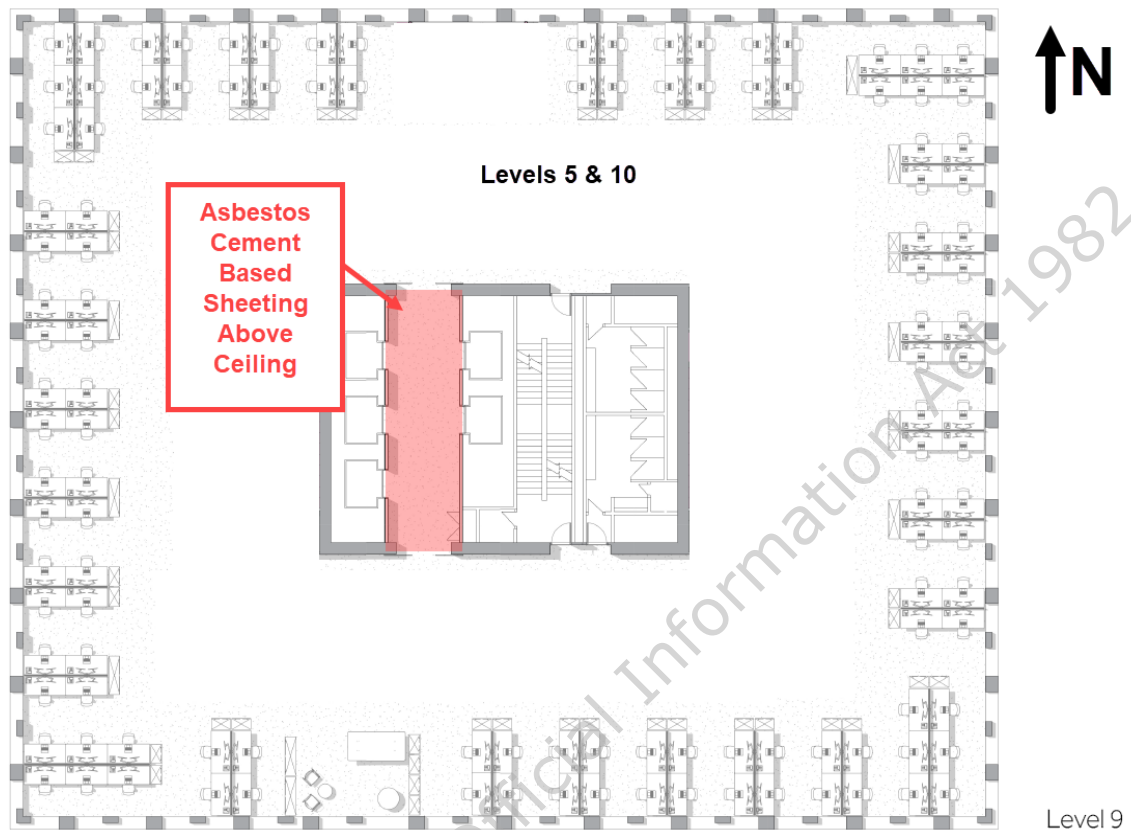 N
Levels 5 & 10
Asbestos
Cement
Based
Sheeting
Above
Ceiling
Official Information Act 1982
Level 9